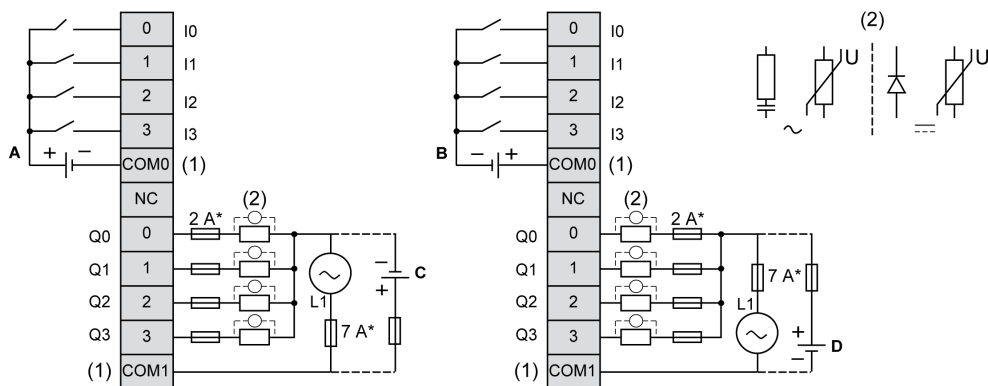 0 I0
1 I1
2 I2
3 I3
A + − COM0 (1)
NC
(2)
2 A*
Q0 0
Q1 1
Q2 2
Q3 3
L1
7 A*
− + C
(1) COM1
0 I0
1 I1
2 I2
3 I3
B − + COM0 (1)
NC
(2)
2 A*
Q0 0
Q1 1
Q2 2
Q3 3
7 A*
L1
+ − D
(1) COM1
(2)
U U
~